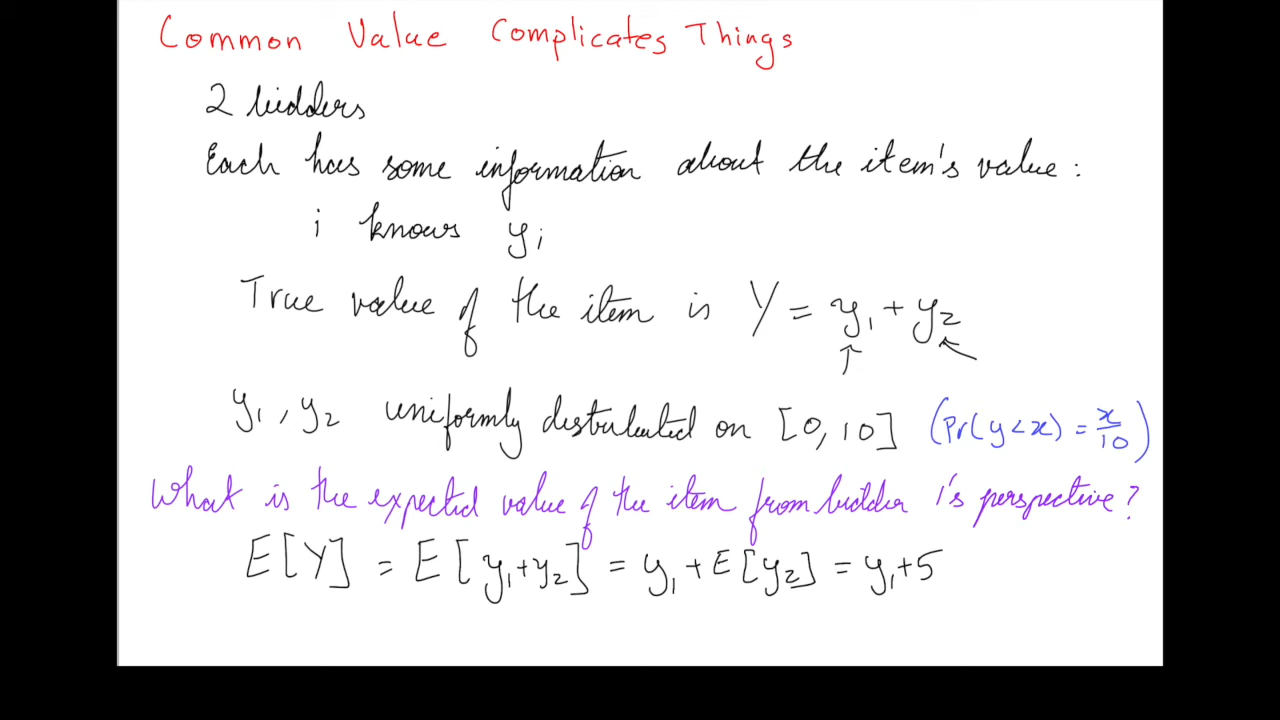 Common Value Complicates Things
2 bidders
Each has some information about the item's value :
i knows y₁
True value of the item is Y = y₁ + y₂
y₁ , y₂ uniformly distributed on [0, 10] (Pr(y < x) = x/10)
What is the expected value of the item from bidder 1's perspective?
E[Y] = E[y₁+y₂] = y₁ + E[y₂] = y₁+5